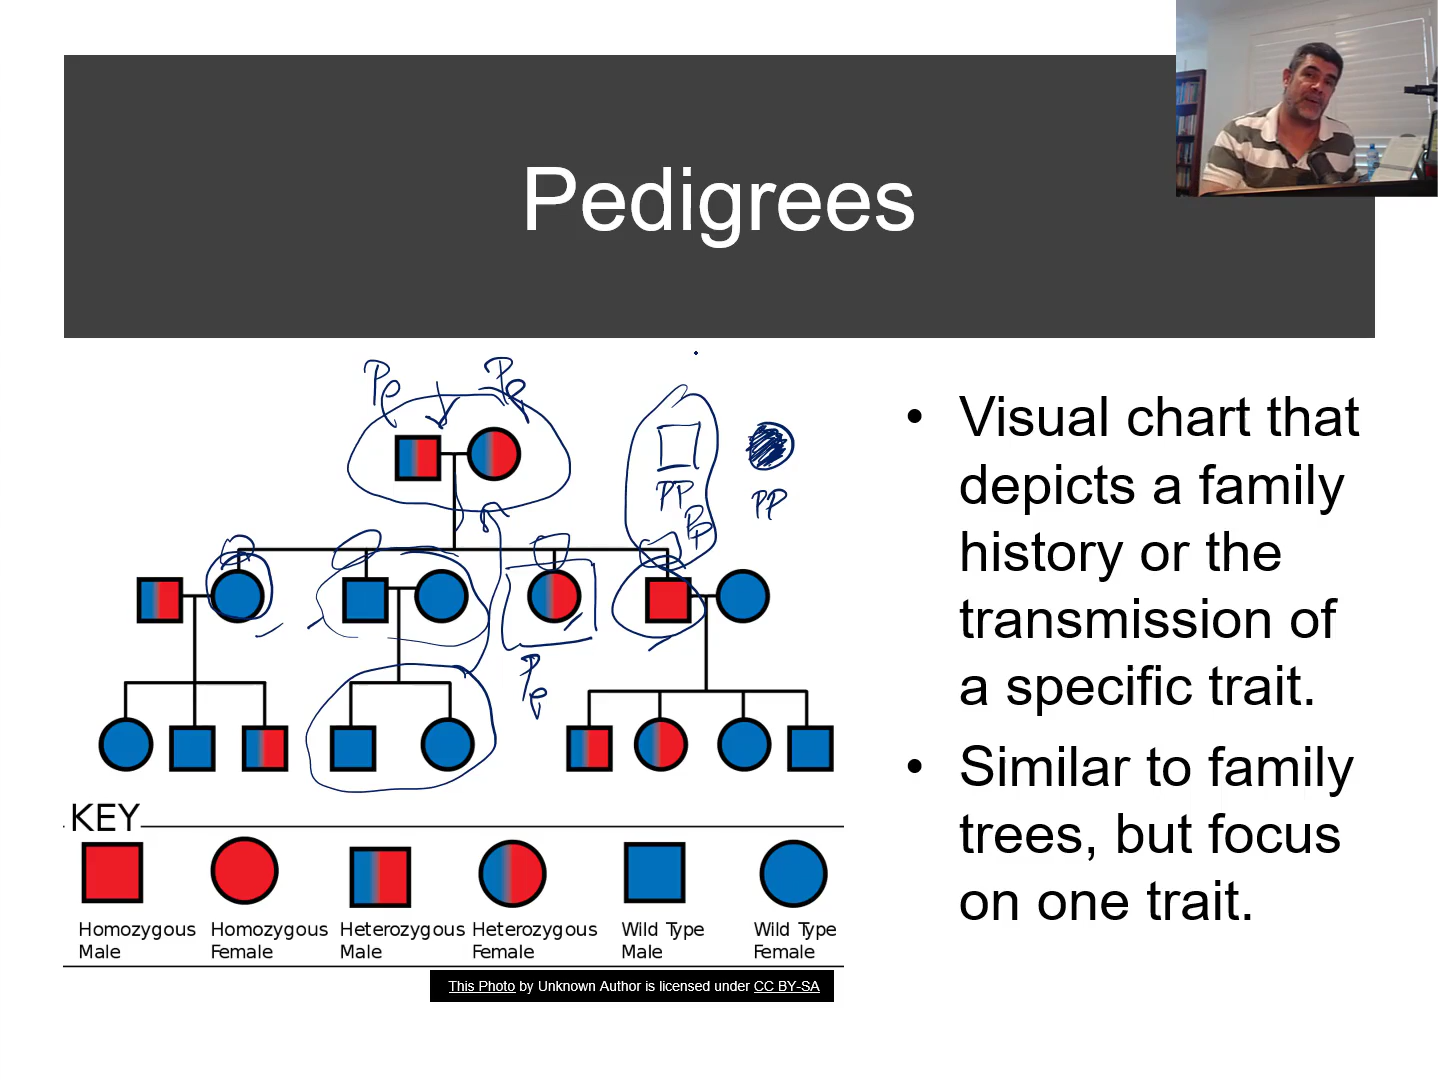 Pedigrees
Pe
Pe
PP
PP
Pe
• Visual chart that
depicts a family
history or the
transmission of
a specific trait.
• Similar to family
trees, but focus
on one trait.
KEY
Homozygous
Male
Homozygous
Female
Heterozygous
Male
Heterozygous
Female
Wild Type
Male
Wild Type
Female
This Photo by Unknown Author is licensed under CC BY-SA